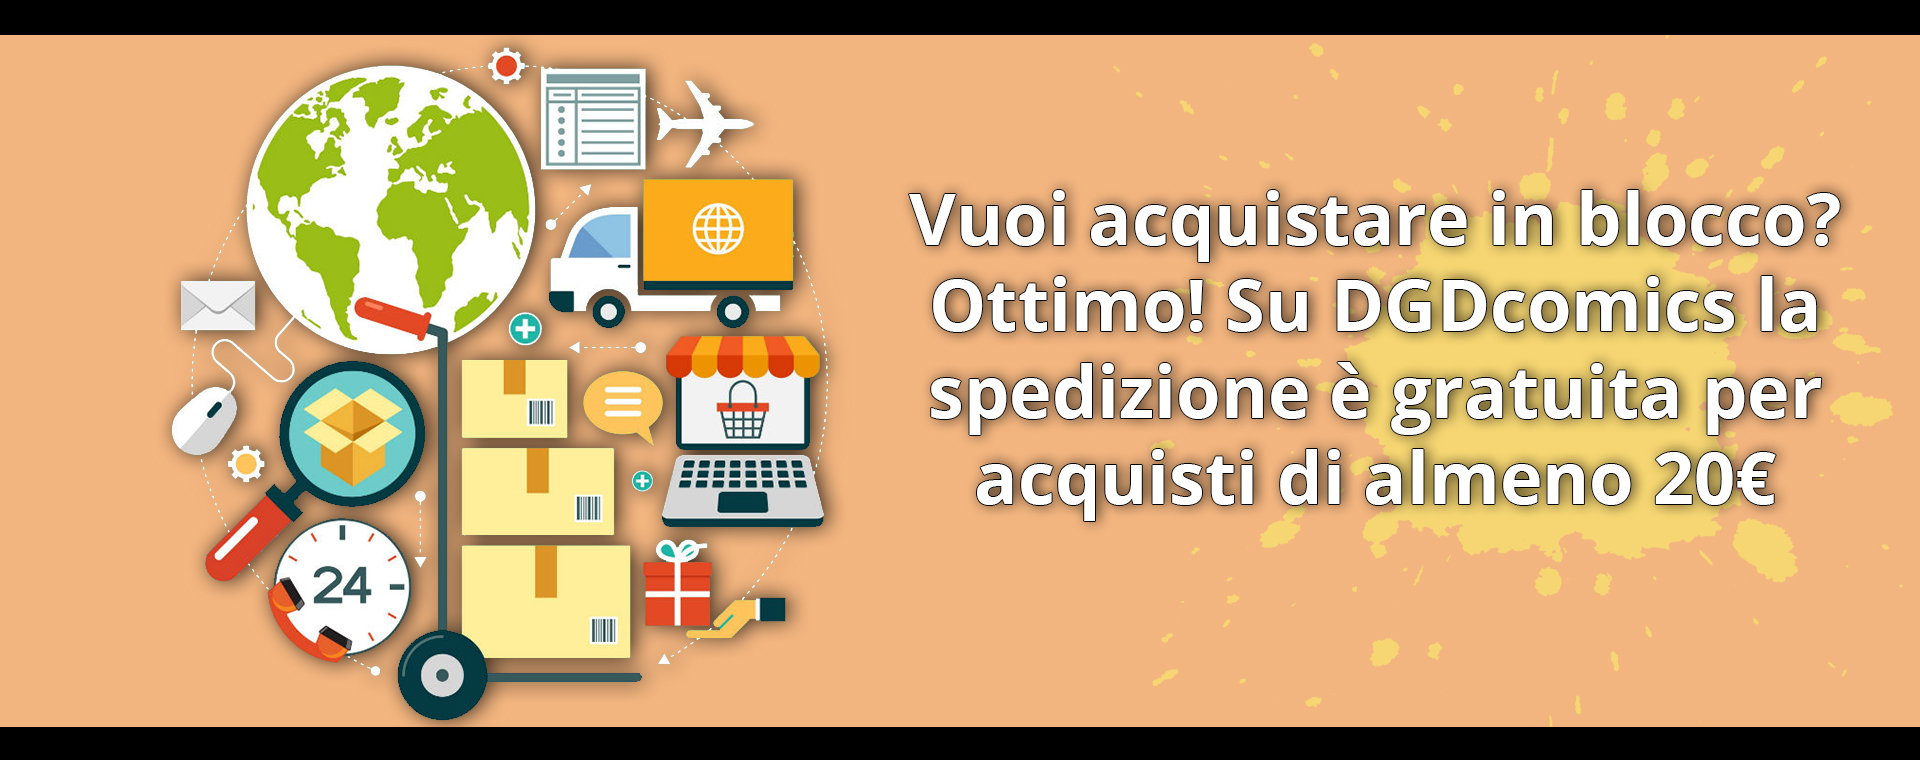 Vuoi acquistare in blocco?
Ottimo! Su DGDcomics la
spedizione è gratuita per
acquisti di almeno 20€
24